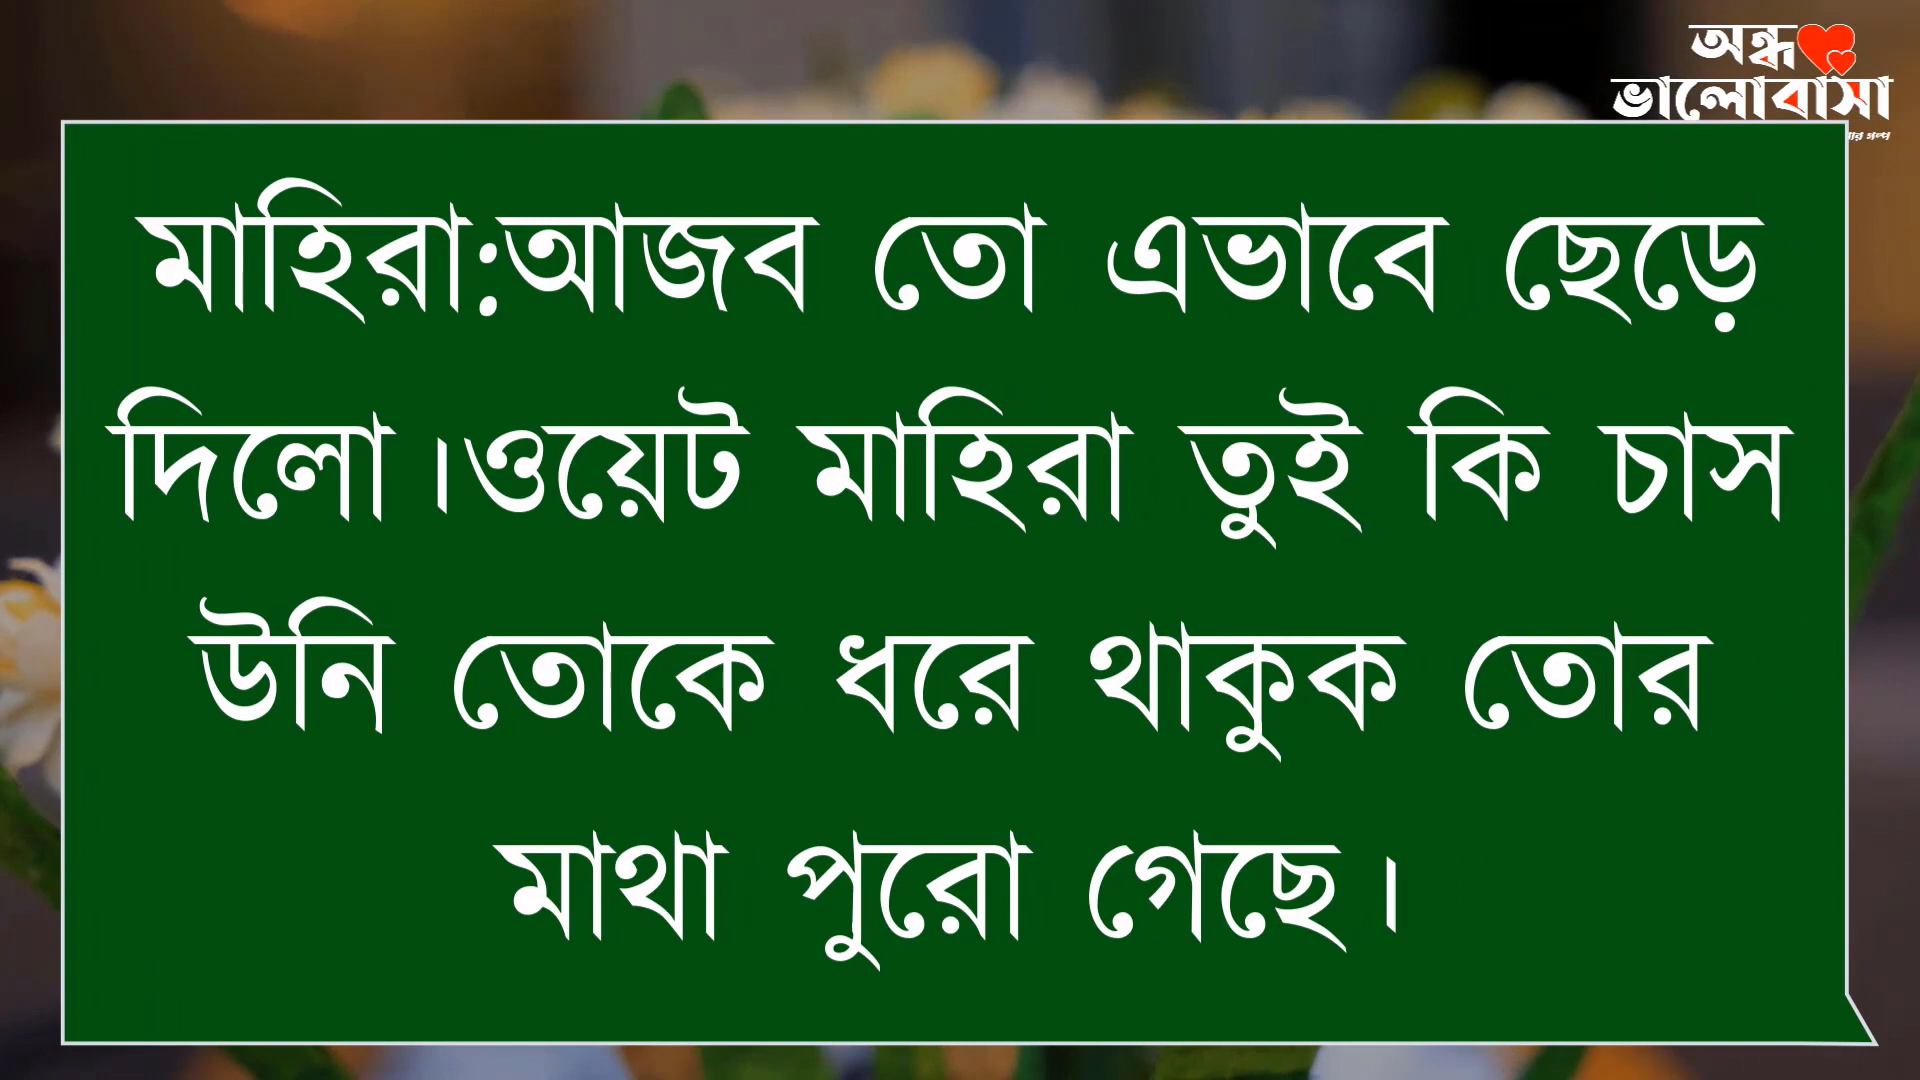 অন্ধ
ভালোবাসা
মাহিরা:আজব তো এভাবে ছেড়ে
দিলো।ওয়েট মাহিরা তুই কি চাস
উনি তোকে ধরে থাকুক তোর
মাথা পুরো গেছে।